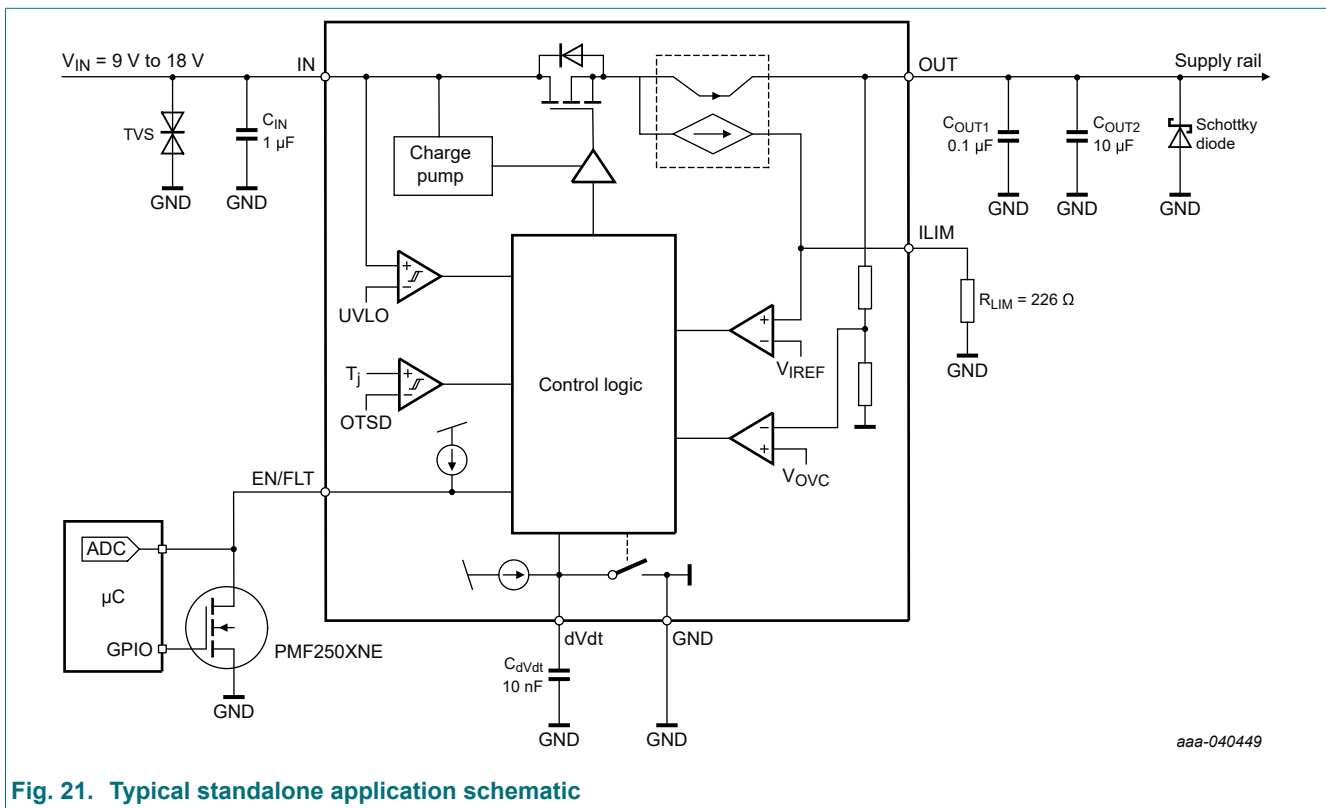 V_IN = 9 V to 18 V
IN
OUT
Supply rail
TVS
C_IN
1 µF
GND
GND
Charge
pump
C_OUT1
0.1 µF
C_OUT2
10 µF
Schottky
diode
GND
GND
GND
ILIM
+
−
UVLO
R_LIM = 226 Ω
GND
+
−
V_IREF
T_j
+
−
OTSD
Control logic
−
+
V_OVC
EN/FLT
ADC
µC
GPIO
PMF250XNE
GND
dVdt
GND
C_dVdt
10 nF
GND
GND
aaa-040449
Fig. 21. Typical standalone application schematic